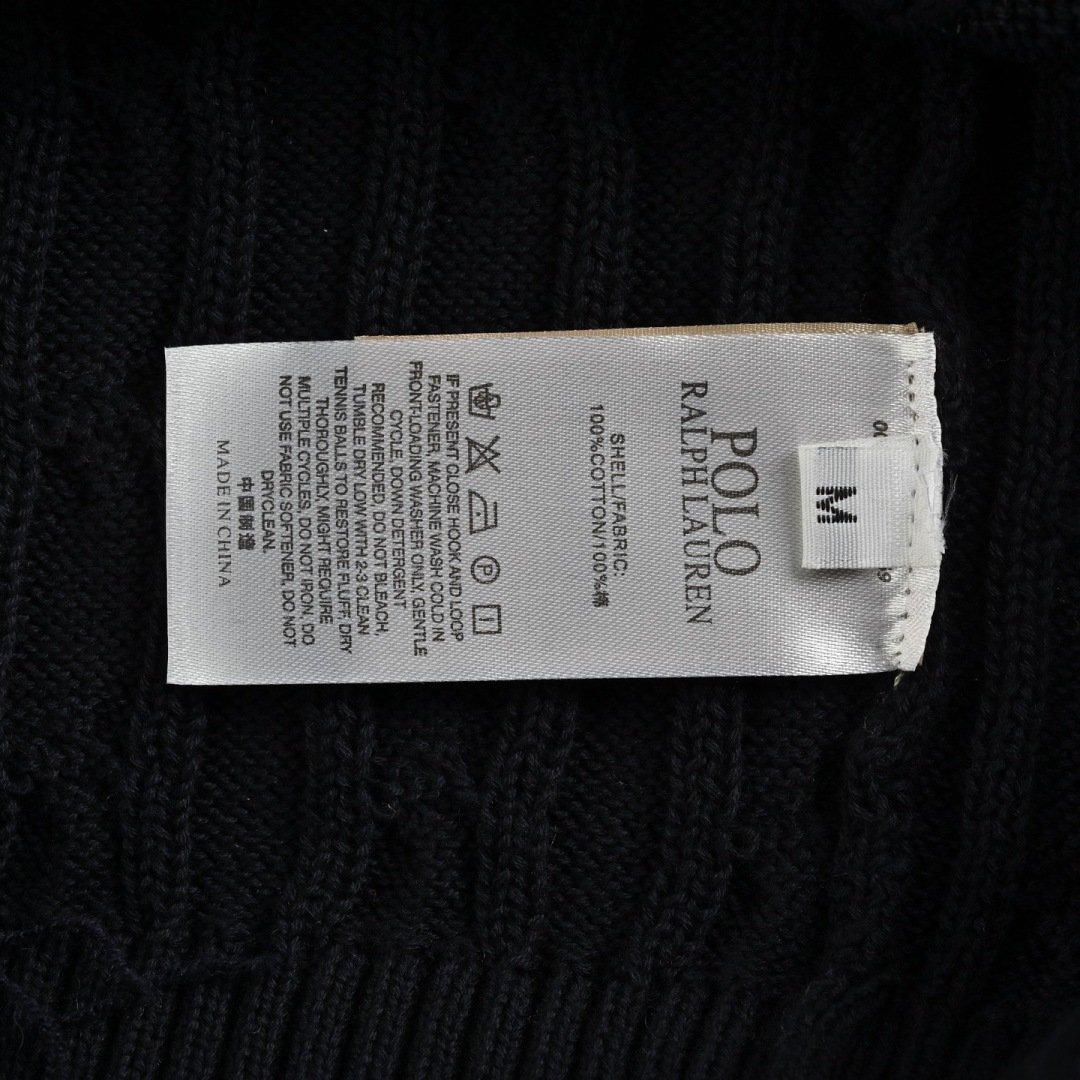 M
POLO
RALPH LAUREN
SHELL/FABRIC:
100%COTTON/100%棉
IF PRESENT CLOSE HOOK AND LOOP
FASTENER, MACHINE WASH COLD IN
FRONT-LOADING WASHER ONLY, GENTLE
CYCLE, DOWN DETERGENT
RECOMMENDED, DO NOT BLEACH,
TUMBLE DRY LOW WITH 2-3 CLEAN
TENNIS BALLS TO RESTORE FLUFF, DRY
THOROUGHLY, MIGHT REQUIRE
MULTIPLE CYCLES, DO NOT IRON, DO
NOT USE FABRIC SOFTENER, DO NOT
DRYCLEAN.
中国制造
MADE IN CHINA